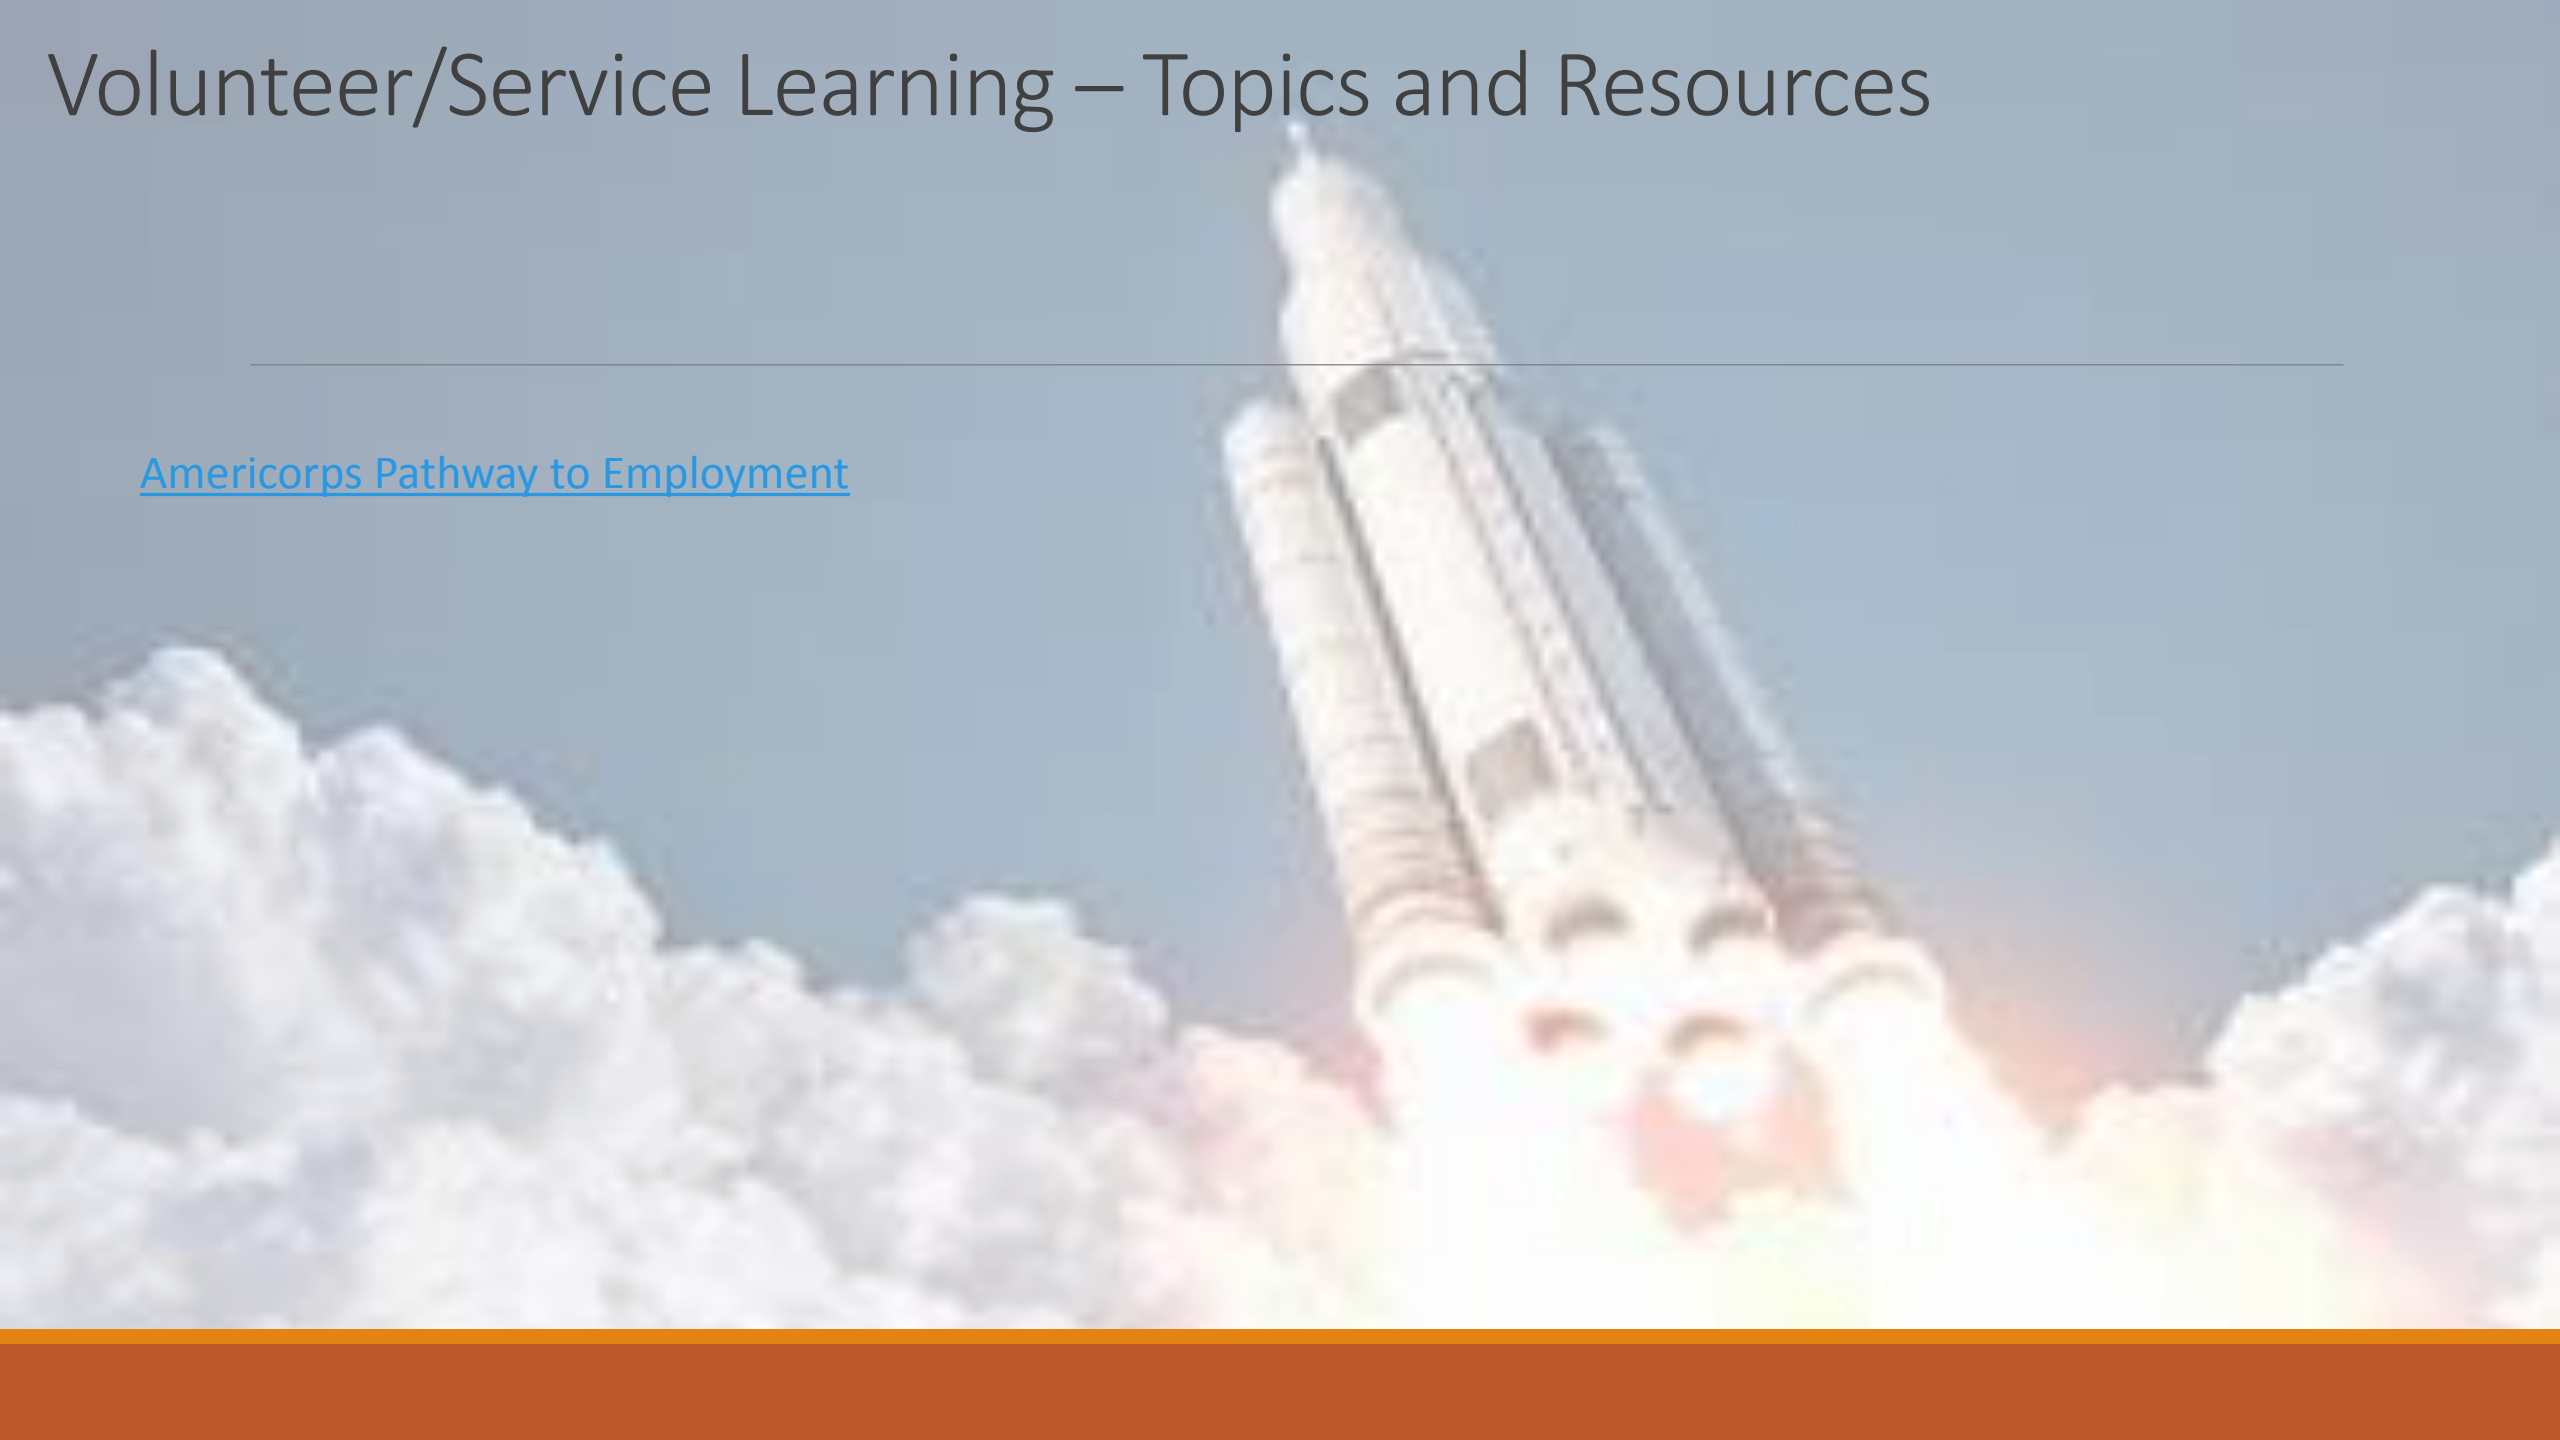 Volunteer/Service Learning – Topics and Resources
Americorps Pathway to Employment